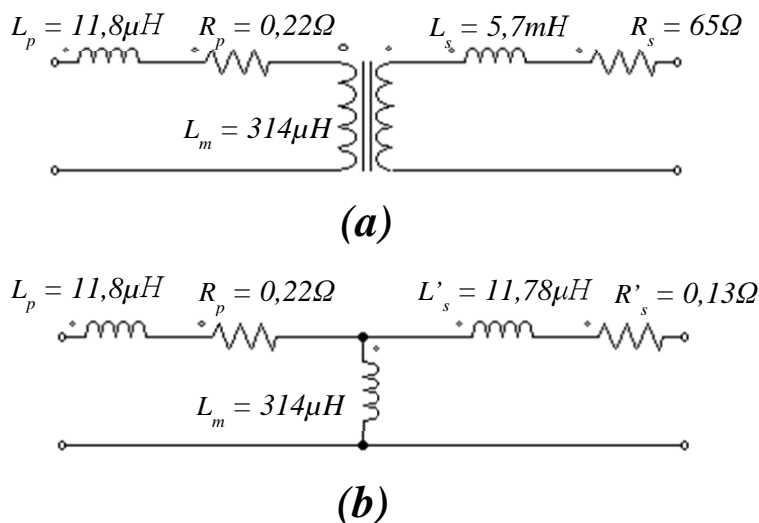 L_p = 11,8µH R_p = 0,22Ω L_s = 5,7mH R_s = 65Ω
L_m = 314µH
(a)
L_p = 11,8µH R_p = 0,22Ω L'_s = 11,78µH R'_s = 0,13Ω
L_m = 314µH
(b)